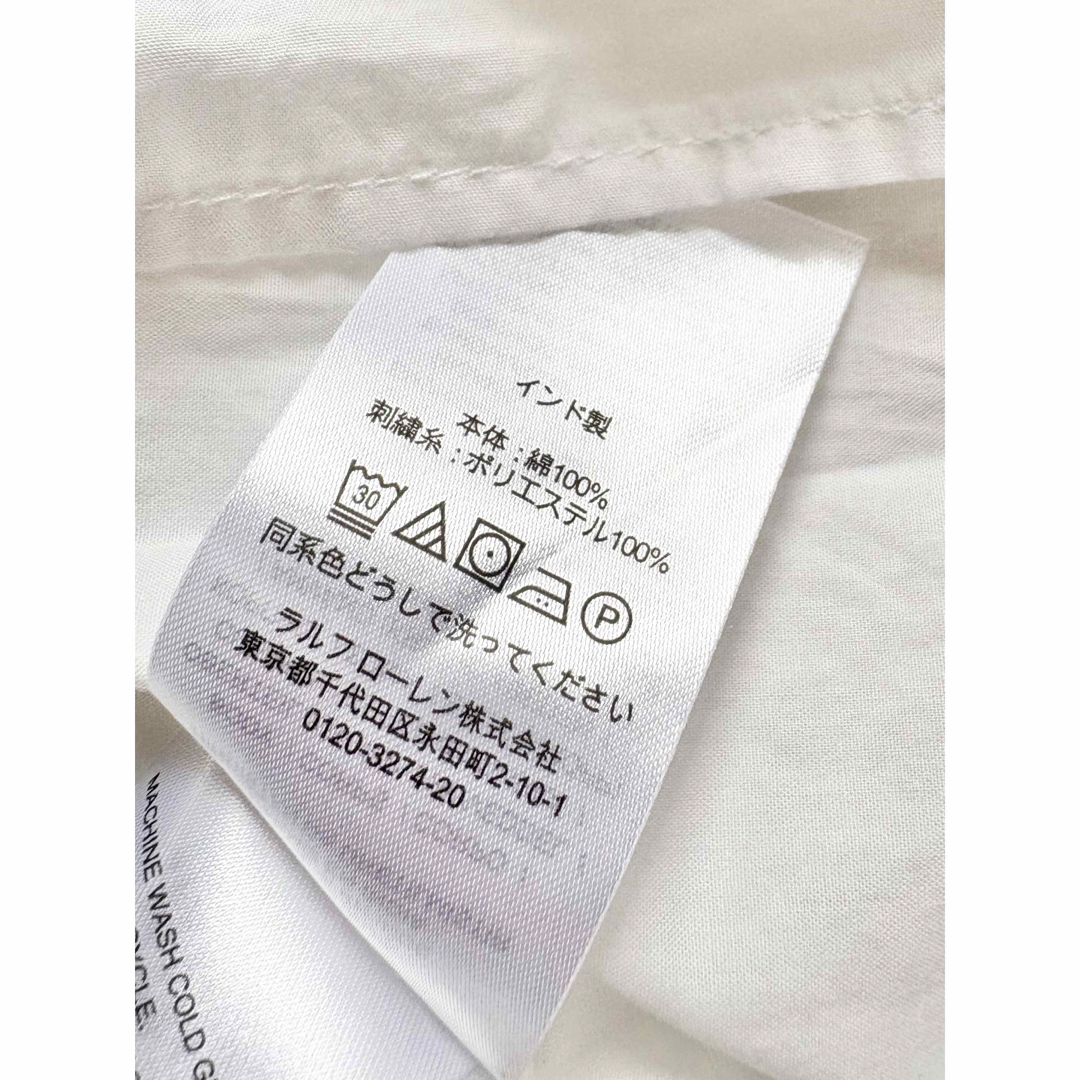 インド製
本体：綿100%
刺繍糸：ポリエステル100%
30 P
同系色どうしで洗ってください
ラルフ ローレン株式会社
東京都千代田区永田町2-10-1
0120-3274-20
MACHINE WASH COLD
CYCLE.